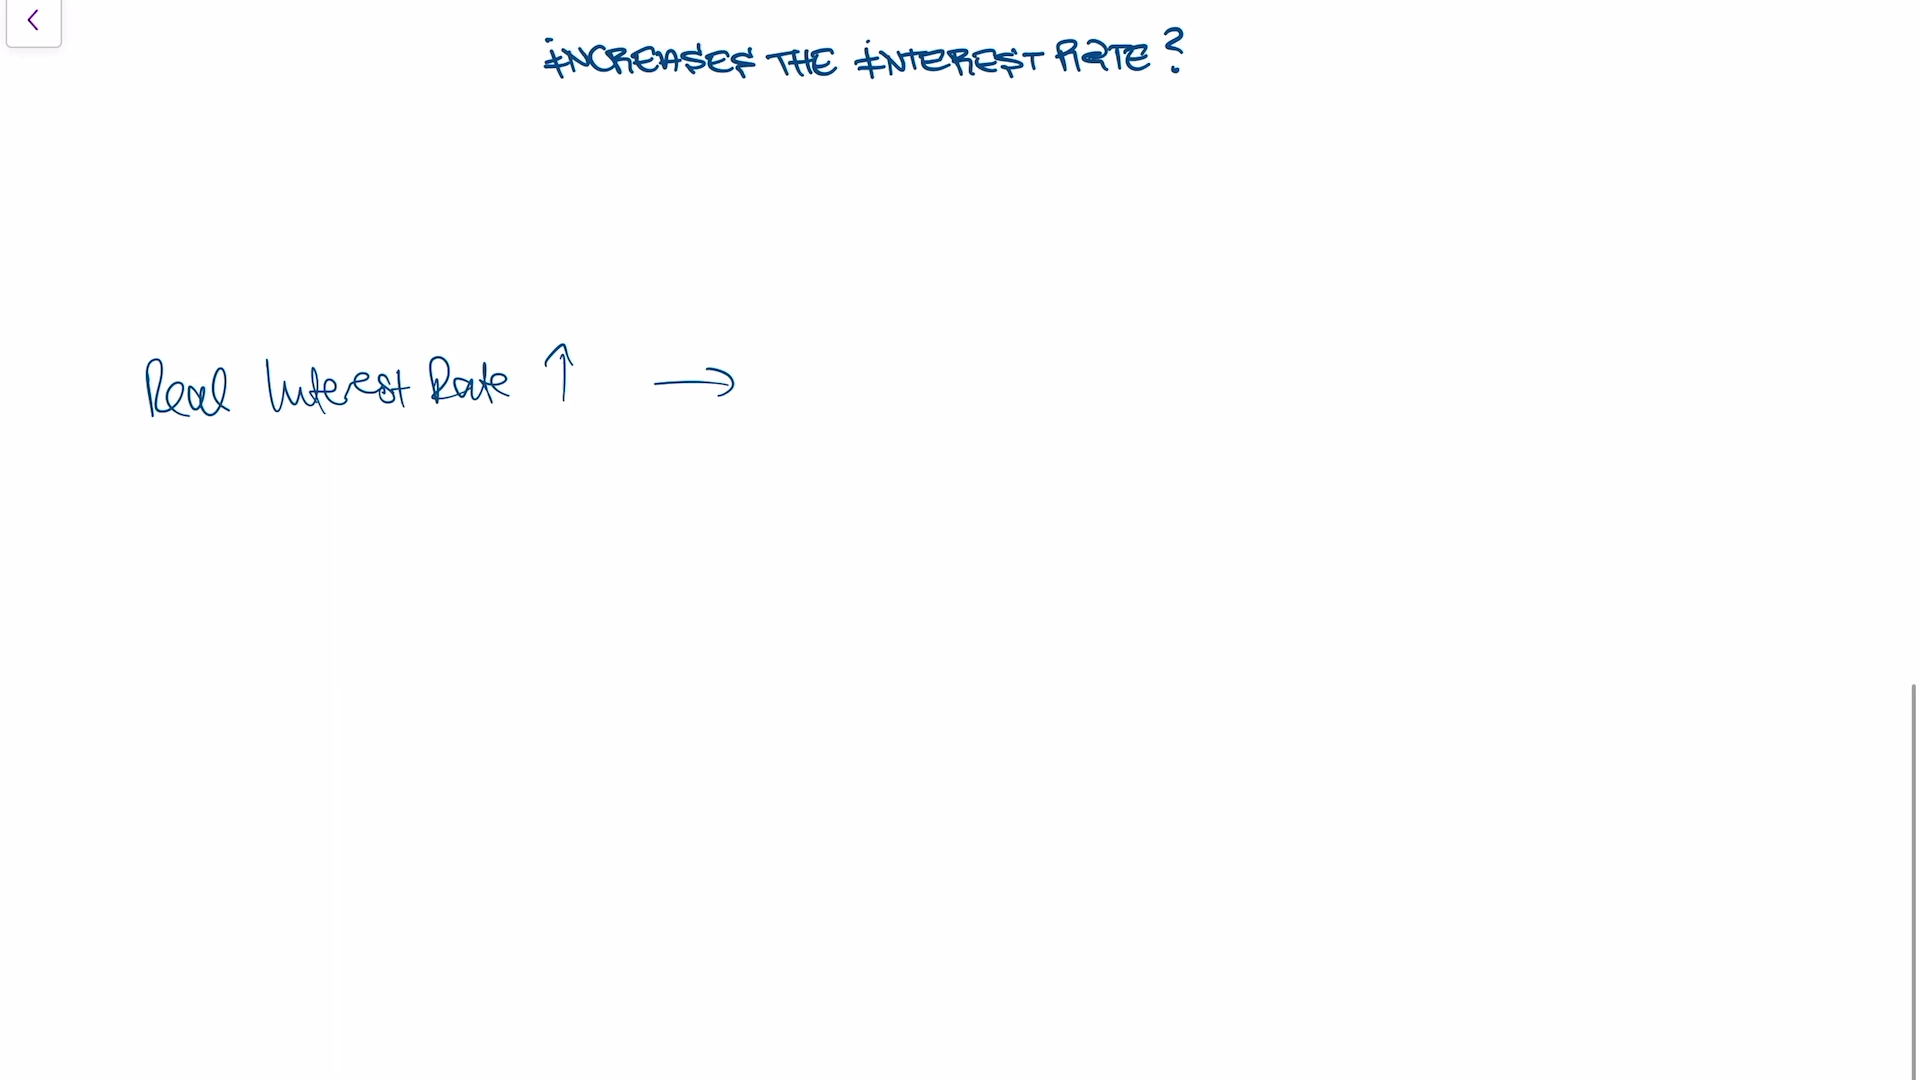 INCREASES THE INTEREST RATE?
Real Interest Rate ↑ →